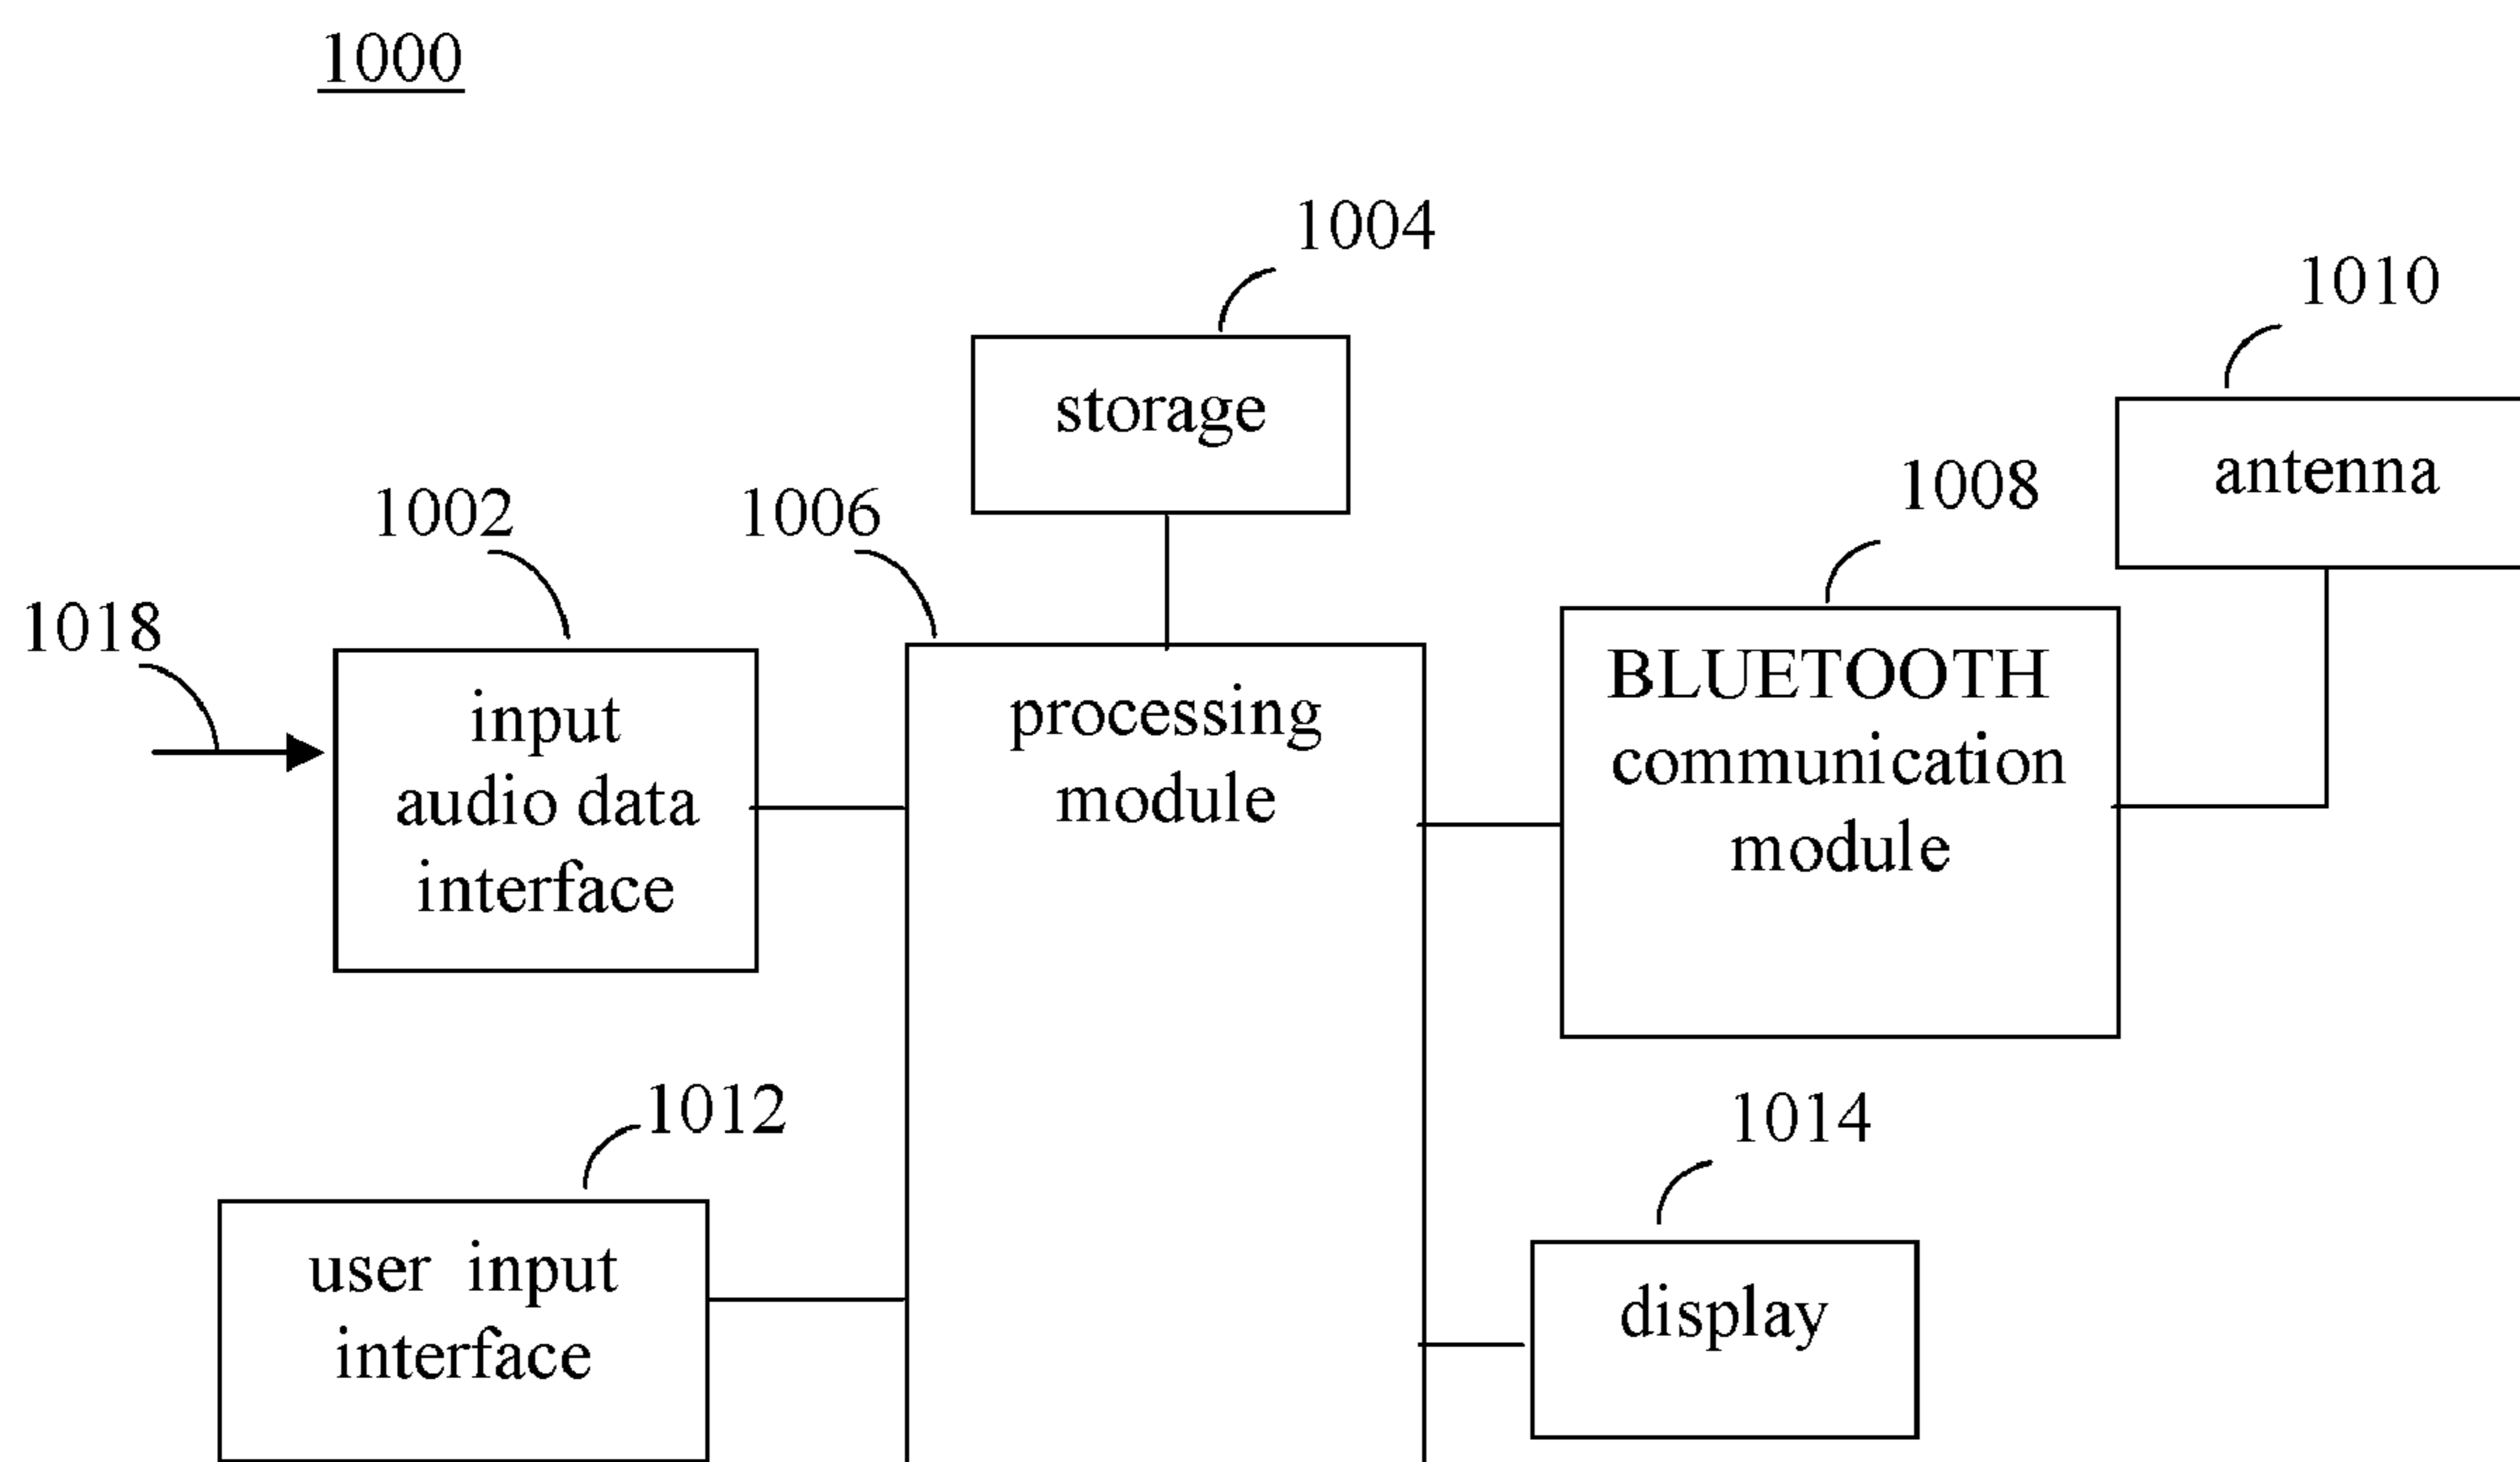 1000
1004
1010
storage
antenna
1008
1002
1006
1018
input
audio data
interface
processing
module
BLUETOOTH
communication
module
1012
1014
user input
interface
display